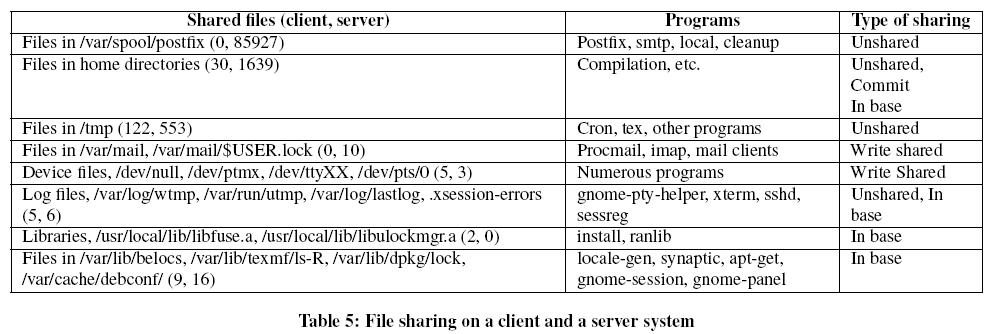 Shared files (client, server) Programs Type of sharing
Files in /var/spool/postfix (0, 85927) Postfix, smtp, local, cleanup Unshared
Files in home directories (30, 1639) Compilation, etc. Unshared,
Commit
In base
Files in /tmp (122, 553) Cron, tex, other programs Unshared
Files in /var/mail, /var/mail/$USER.lock (0, 10) Procmail, imap, mail clients Write shared
Device files, /dev/null, /dev/ptmx, /dev/ttyXX, /dev/pts/0 (5, 3) Numerous programs Write Shared
Log files, /var/log/wtmp, /var/run/utmp, /var/log/lastlog, .xsession-errors gnome-pty-helper, xterm, sshd, Unshared, In
(5, 6) sessreg base
Libraries, /usr/local/lib/libfuse.a, /usr/local/lib/libulockmgr.a (2, 0) install, ranlib In base
Files in /var/lib/belocs, /var/lib/texmf/ls-R, /var/lib/dpkg/lock, locale-gen, synaptic, apt-get, In base
/var/cache/debconf/ (9, 16) gnome-session, gnome-panel
Table 5: File sharing on a client and a server system